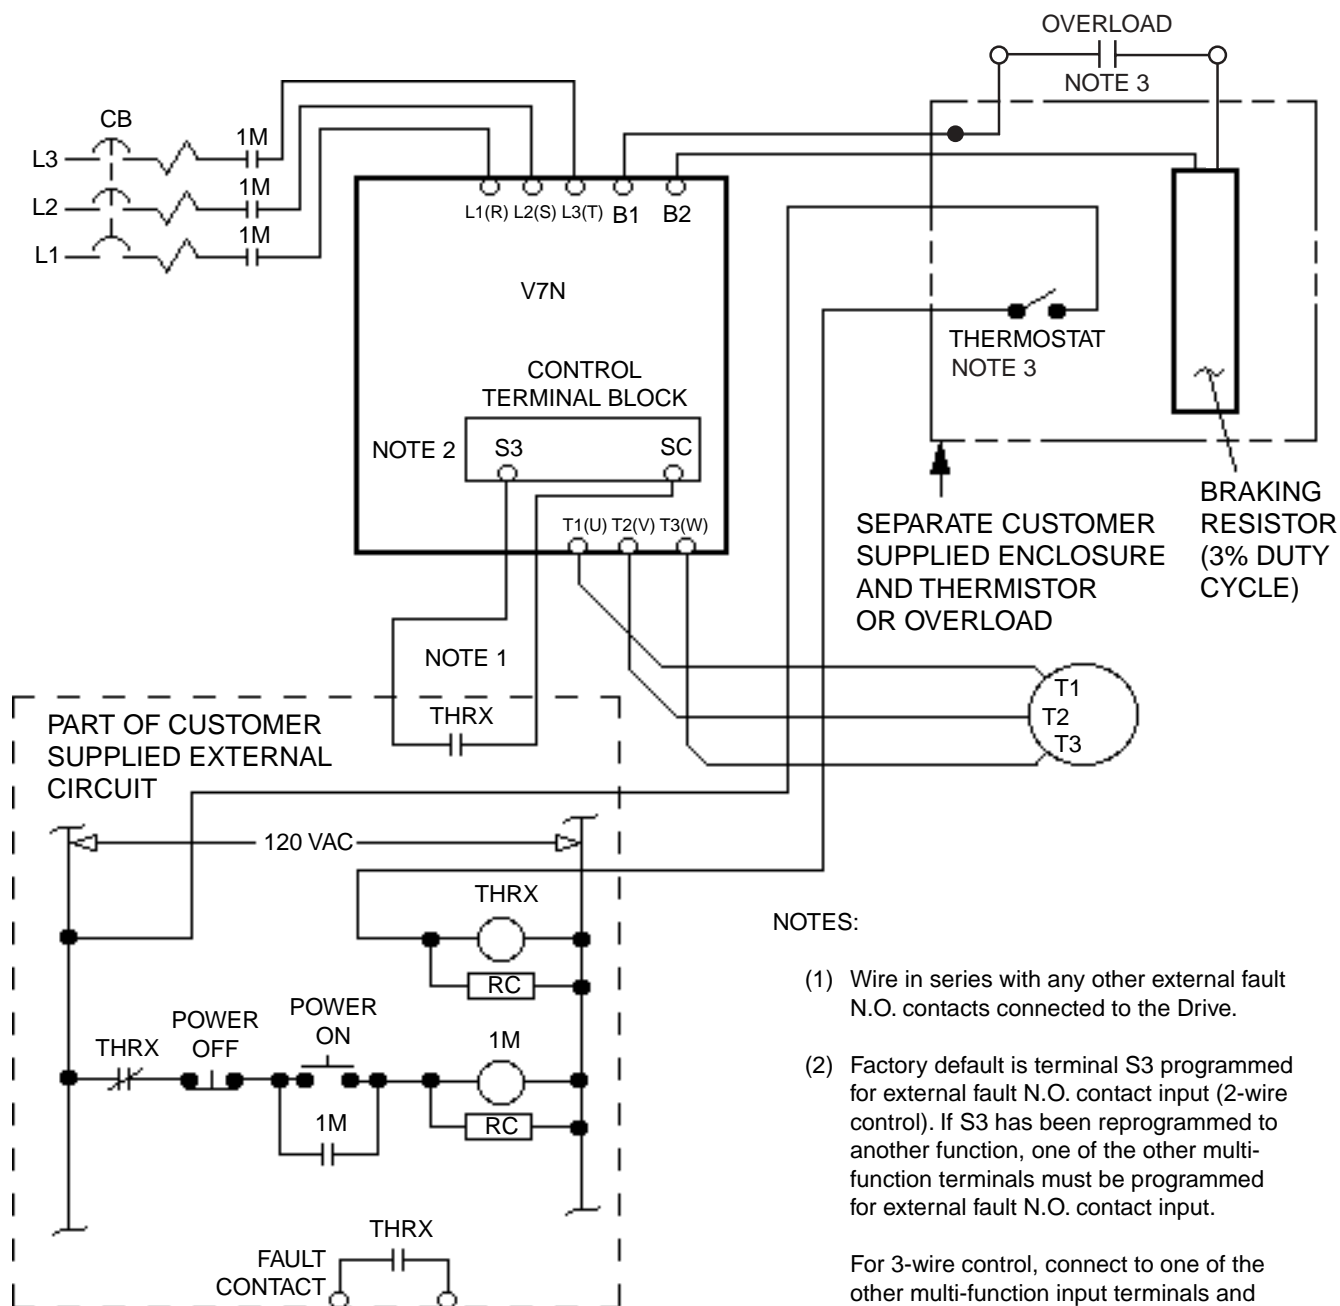 OVERLOAD
NOTE 3
CB
1M
L3
1M
L2
1M
L1
L1(R) L2(S) L3(T) B1 B2
V7N
THERMOSTAT
NOTE 3
CONTROL
TERMINAL BLOCK
NOTE 2
S3 SC
T1(U) T2(V) T3(W)
SEPARATE CUSTOMER
SUPPLIED ENCLOSURE
AND THERMISTOR
OR OVERLOAD
BRAKING
RESISTOR
(3% DUTY
CYCLE)
NOTE 1
THRX
T1
T2
T3
PART OF CUSTOMER
SUPPLIED EXTERNAL
CIRCUIT
120 VAC
THRX
RC
THRX
POWER
OFF
POWER
ON
1M
1M
RC
THRX
FAULT
CONTACT
NOTES:
(1) Wire in series with any other external fault
N.O. contacts connected to the Drive.
(2) Factory default is terminal S3 programmed
for external fault N.O. contact input (2-wire
control). If S3 has been reprogrammed to
another function, one of the other multi-
function terminals must be programmed
for external fault N.O. contact input.
For 3-wire control, connect to one of the
other multi-function input terminals and